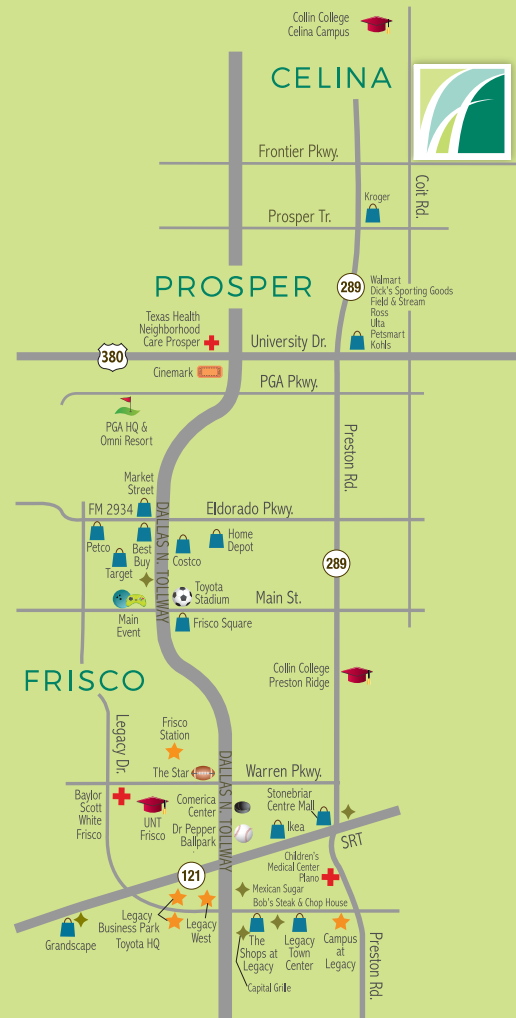 Collin College
Celina Campus
CELINA
Frontier Pkwy.
Coit Rd.
Kroger
Prosper Tr.
PROSPER
289
Walmart
Dick's Sporting Goods
Field & Stream
Ross
Ulta
Petsmart
Kohls
Texas Health
Neighborhood
Care Prosper
University Dr.
380
Cinemark
PGA Pkwy.
PGA HQ &
Omni Resort
Preston Rd.
Market
Street
FM 2934
DALLAS N. TOLLWAY
Eldorado Pkwy.
Petco
Best
Buy
Home
Depot
Costco
Target
289
Toyota
Stadium
Main St.
Main
Event
Frisco Square
FRISCO
Collin College
Preston Ridge
Legacy Dr.
Frisco
Station
DALLAS N. TOLLWAY
The Star
Warren Pkwy.
Baylor
Scott
White
Frisco
UNT
Frisco
Comerica
Center
Stonebriar
Centre Mall
Dr Pepper
Ballpark
Ikea
SRT
121
Children's
Medical Center
Plano
Mexican Sugar
Bob's Steak & Chop House
Grandscape
Legacy
Business Park
Toyota HQ
Legacy
West
The
Shops at
Legacy
Legacy
Town
Center
Campus
at
Legacy
Preston Rd.
Capital Grille